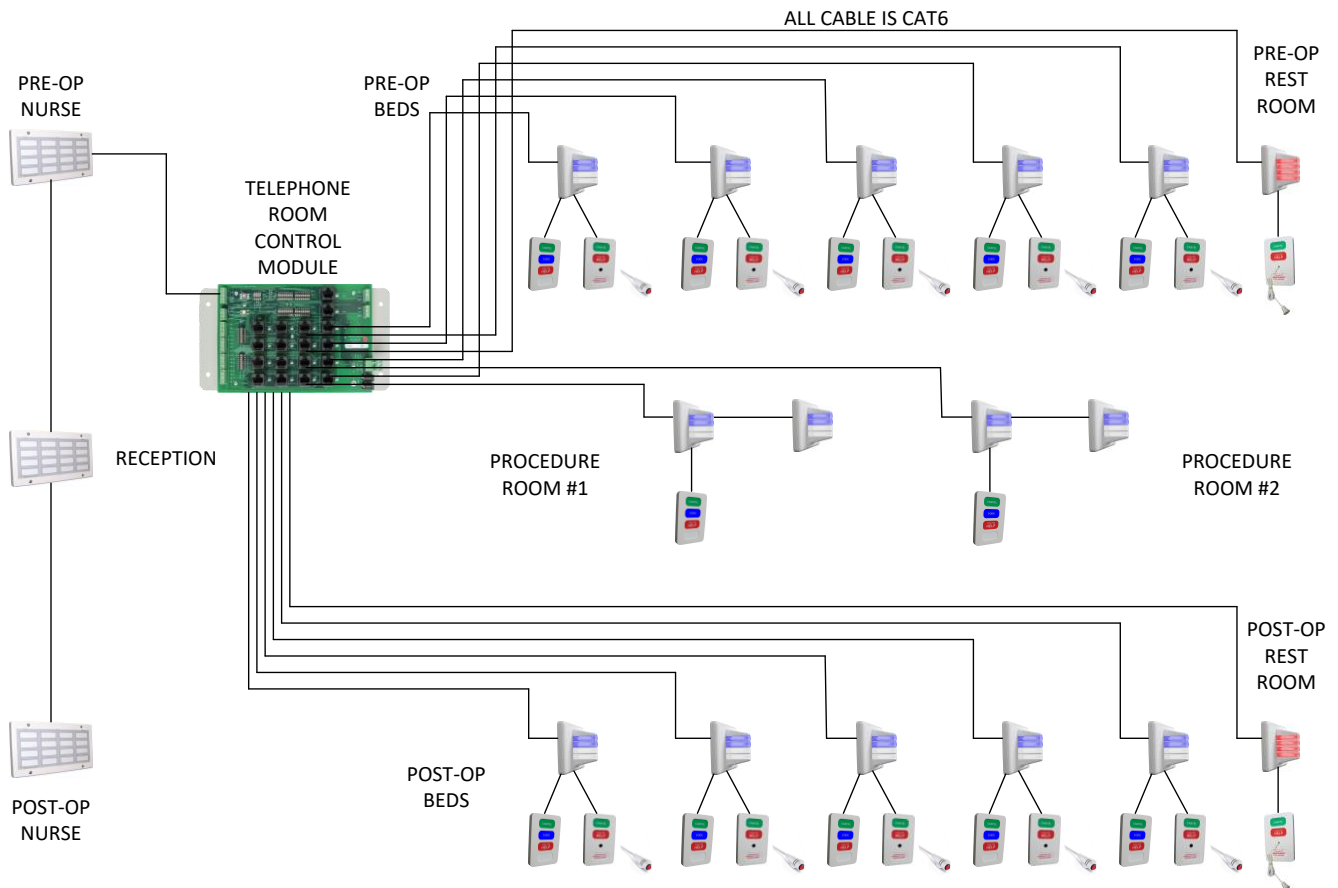 ALL CABLE IS CAT6
PRE-OP
NURSE
PRE-OP
BEDS
PRE-OP
REST
ROOM
TELEPHONE
ROOM
CONTROL
MODULE
RECEPTION
PROCEDURE
ROOM #1
PROCEDURE
ROOM #2
POST-OP
NURSE
POST-OP
BEDS
POST-OP
REST
ROOM